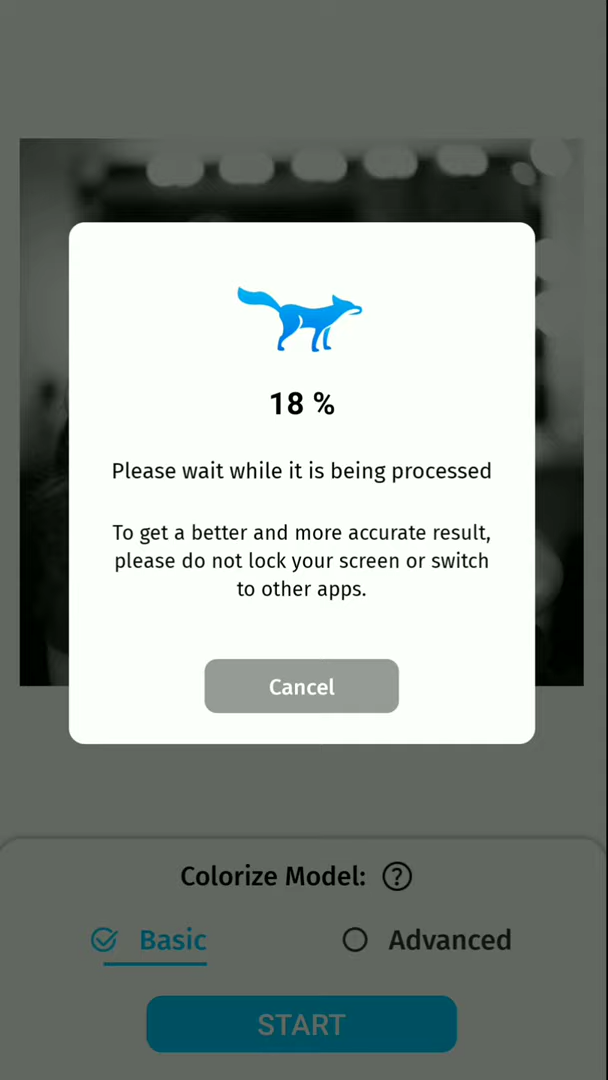 18 %
Please wait while it is being processed
To get a better and more accurate result,
please do not lock your screen or switch
to other apps.
Cancel
Colorize Model: ?
Basic
Advanced
START